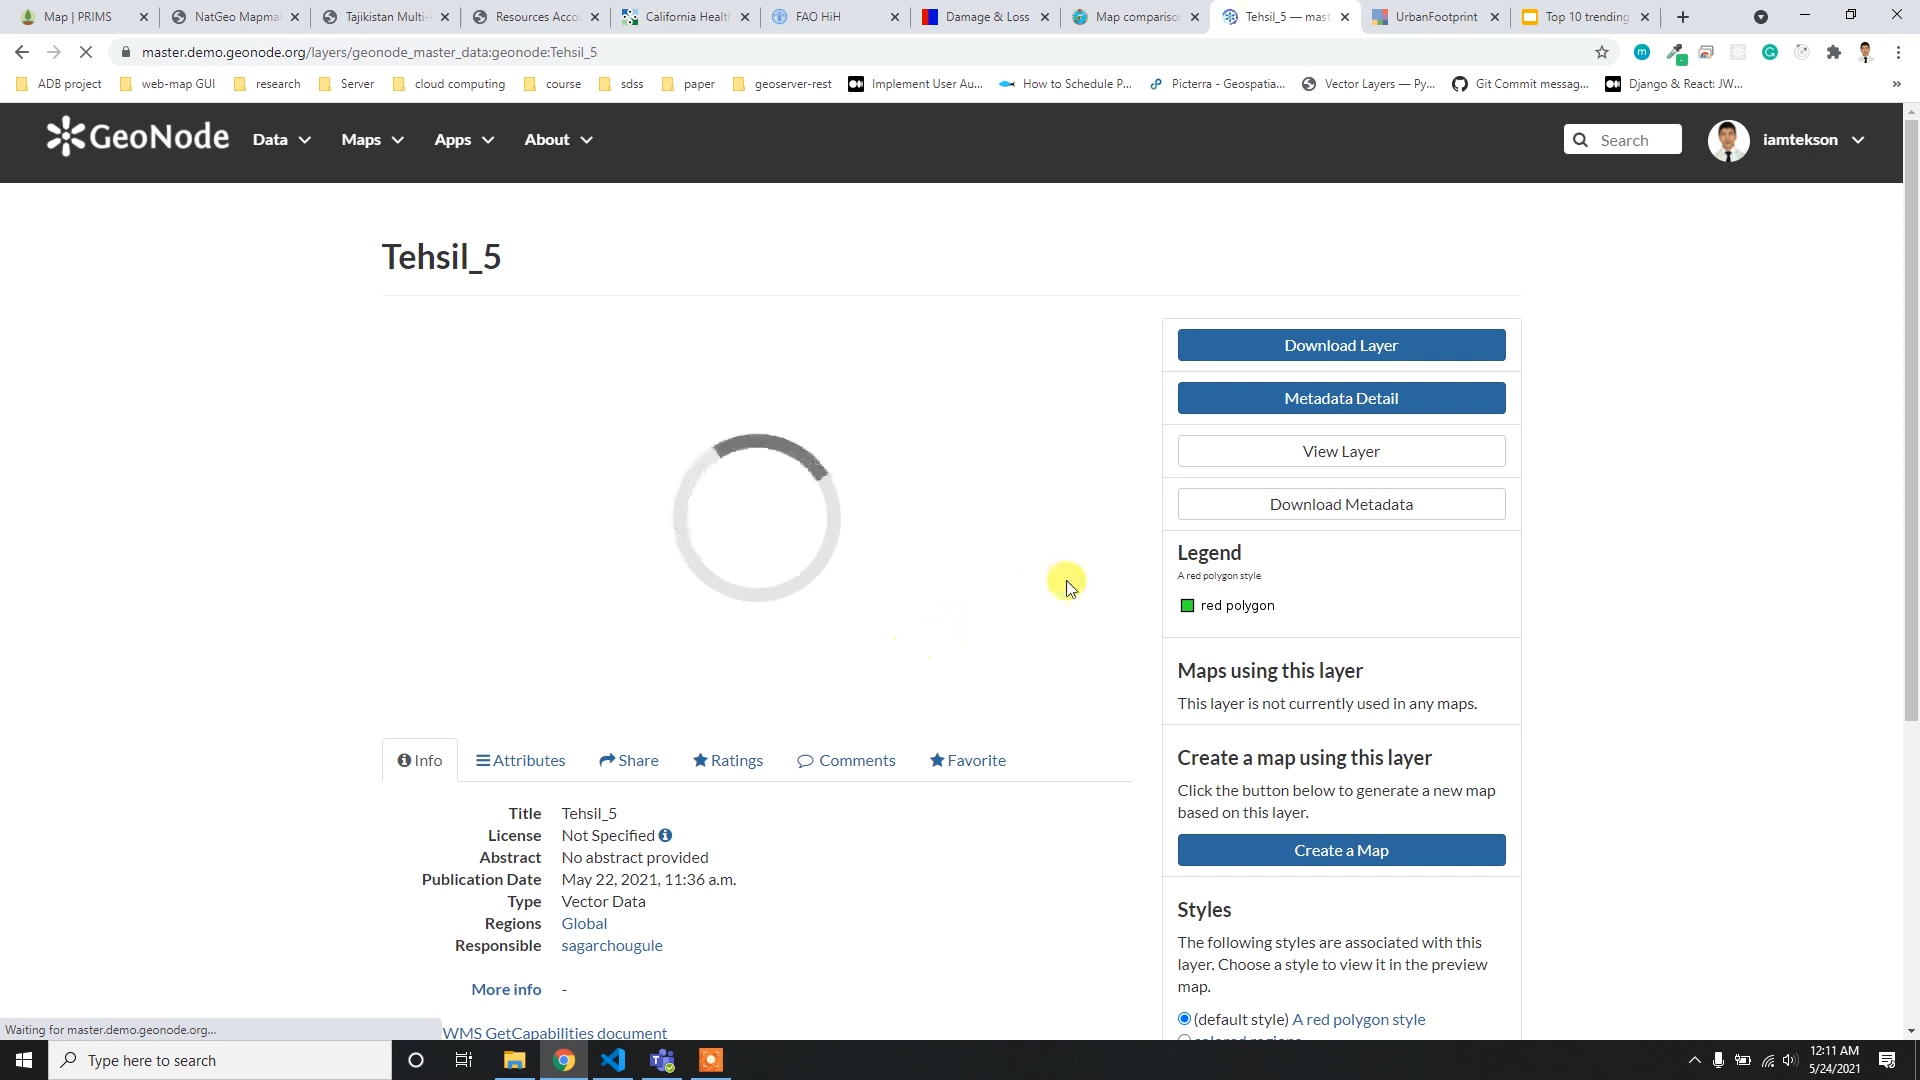 Map | PRIMS
NatGeo Mapma
Tajikistan Multi-
Resources Acco
California Healt
FAO HiH
Damage & Loss
Map compariso
Tehsil_5 — mast
UrbanFootprint
Top 10 trending
master.demo.geonode.org/layers/geonode_master_data:geonode:Tehsil_5
ADB project
web-map GUI
research
Server
cloud computing
course
sdss
paper
geoserver-rest
Implement User Au...
How to Schedule P...
Picterra - Geospatia...
Vector Layers — Py...
Git Commit messag...
Django & React: JW...
»
GeoNode
Data
Maps
Apps
About
Search
iamtekson
Tehsil_5
Download Layer
Metadata Detail
View Layer
Download Metadata
Legend
A red polygon style
red polygon
Maps using this layer
This layer is not currently used in any maps.
Create a map using this layer
Click the button below to generate a new map
based on this layer.
Create a Map
Styles
The following styles are associated with this
layer. Choose a style to view it in the preview
map.
(default style) A red polygon style
Info
Attributes
Share
Ratings
Comments
Favorite
Title Tehsil_5
License Not Specified
Abstract No abstract provided
Publication Date May 22, 2021, 11:36 a.m.
Type Vector Data
Regions Global
Responsible sagarchougule
More info -
WMS GetCapabilities document
Waiting for master.demo.geonode.org...
Type here to search
12:11 AM
5/24/2021